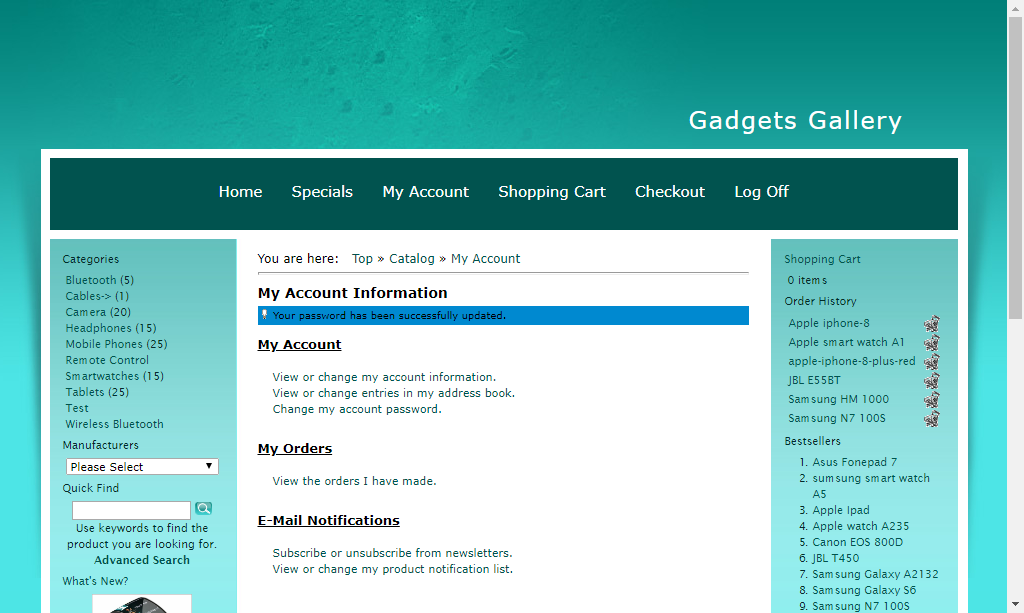 Gadgets Gallery
Home Specials My Account Shopping Cart Checkout Log Off
Categories
Bluetooth (5)
Cables-> (1)
Camera (20)
Headphones (15)
Mobile Phones (25)
Remote Control
Smartwatches (15)
Tablets (25)
Test
Wireless Bluetooth
Manufacturers
Please Select
Quick Find
Use keywords to find the
product you are looking for.
Advanced Search
What's New?
You are here: Top » Catalog » My Account
My Account Information
Your password has been successfully updated.
My Account
View or change my account information.
View or change entries in my address book.
Change my account password.
My Orders
View the orders I have made.
E-Mail Notifications
Subscribe or unsubscribe from newsletters.
View or change my product notification list.
Shopping Cart
0 items
Order History
Apple iphone-8
Apple smart watch A1
apple-iphone-8-plus-red
JBL E55BT
Samsung HM 1000
Samsung N7 100S
Bestsellers
1. Asus Fonepad 7
2. sumsung smart watch
A5
3. Apple Ipad
4. Apple watch A235
5. Canon EOS 800D
6. JBL T450
7. Samsung Galaxy A2132
8. Samsung Galaxy S6
9. Samsung N7 100S